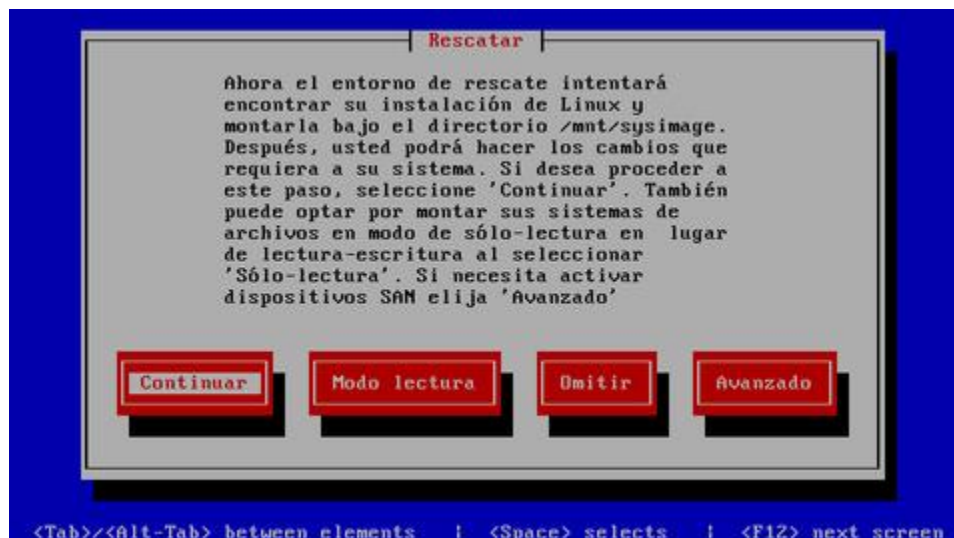 Rescatar
Ahora el entorno de rescate intentará
encontrar su instalación de Linux y
montarla bajo el directorio /mnt/sysimage.
Después, usted podrá hacer los cambios que
requiera a su sistema. Si desea proceder a
este paso, seleccione 'Continuar'. También
puede optar por montar sus sistemas de
archivos en modo de sólo-lectura en  lugar
de lectura-escritura al seleccionar
'Sólo-lectura'. Si necesita activar
dispositivos SAN elija 'Avanzado'
Continuar Modo lectura Omitir Avanzado
<Tab>/<Alt-Tab> between elements | <Space> selects | <F12> next screen